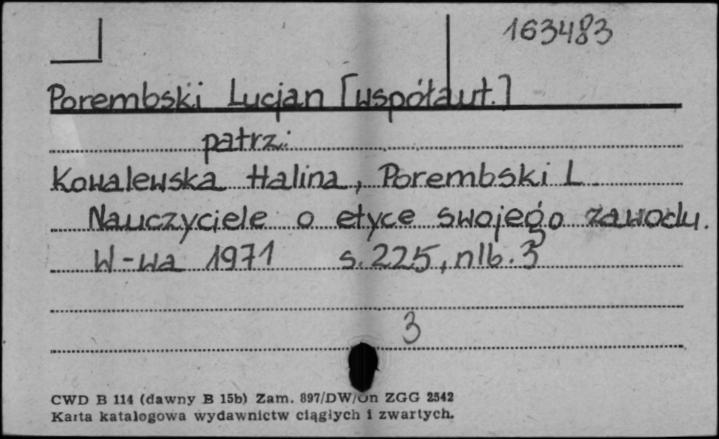 163483
Porembski Lucjan [współaut.]
patrz:
Kowalewska Halina, Porembski L.
Nauczyciele o etyce swojego zawodu.
W-wa 1971 s. 225, nlb. 3
3
CWD B 114 (dawny B 15b) Zam. 897/DW/Un ZGG 2542
Karta katalogowa wydawnictw ciągłych i zwartych.